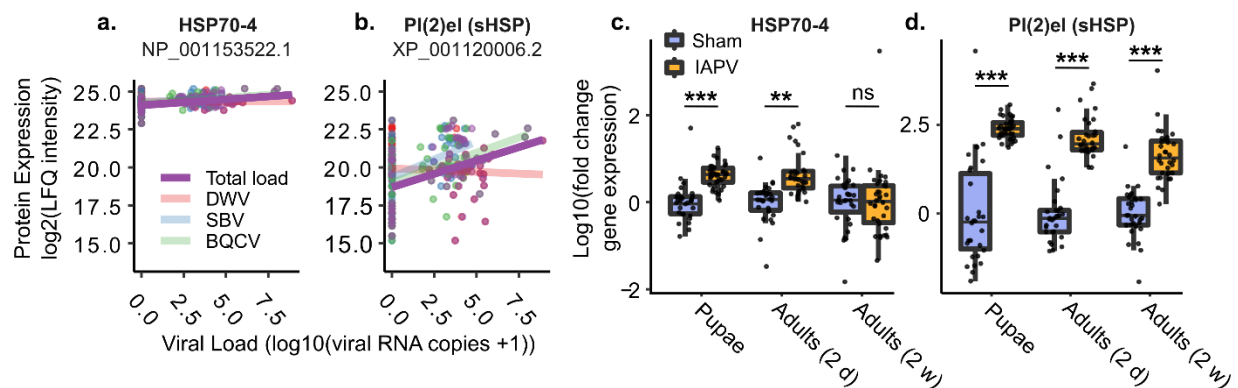 a.
HSP70-4
NP_001153522.1
b.
PI(2)el (sHSP)
XP_001120006.2
Protein Expression
log2(LFQ intensity)
25.0
22.5
20.0
17.5
15.0
Total load
DWV
SBV
BQCV
0.0
2.5
5.0
7.5
25.0
22.5
20.0
17.5
15.0
0.0
2.5
5.0
7.5
Viral Load (log10(viral RNA copies +1))
c.
HSP70-4
Sham
IAPV
Log10(fold change
gene expression)
2
0
−2
***
**
ns
Pupae
Adults (2 d)
Adults (2 w)
d.
PI(2)el (sHSP)
2.5
0
***
***
***
Pupae
Adults (2 d)
Adults (2 w)